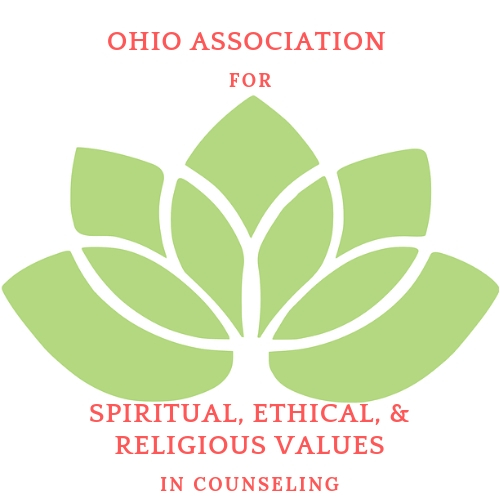 OHIO ASSOCIATION
FOR
SPIRITUAL, ETHICAL, &
RELIGIOUS VALUES
IN COUNSELING